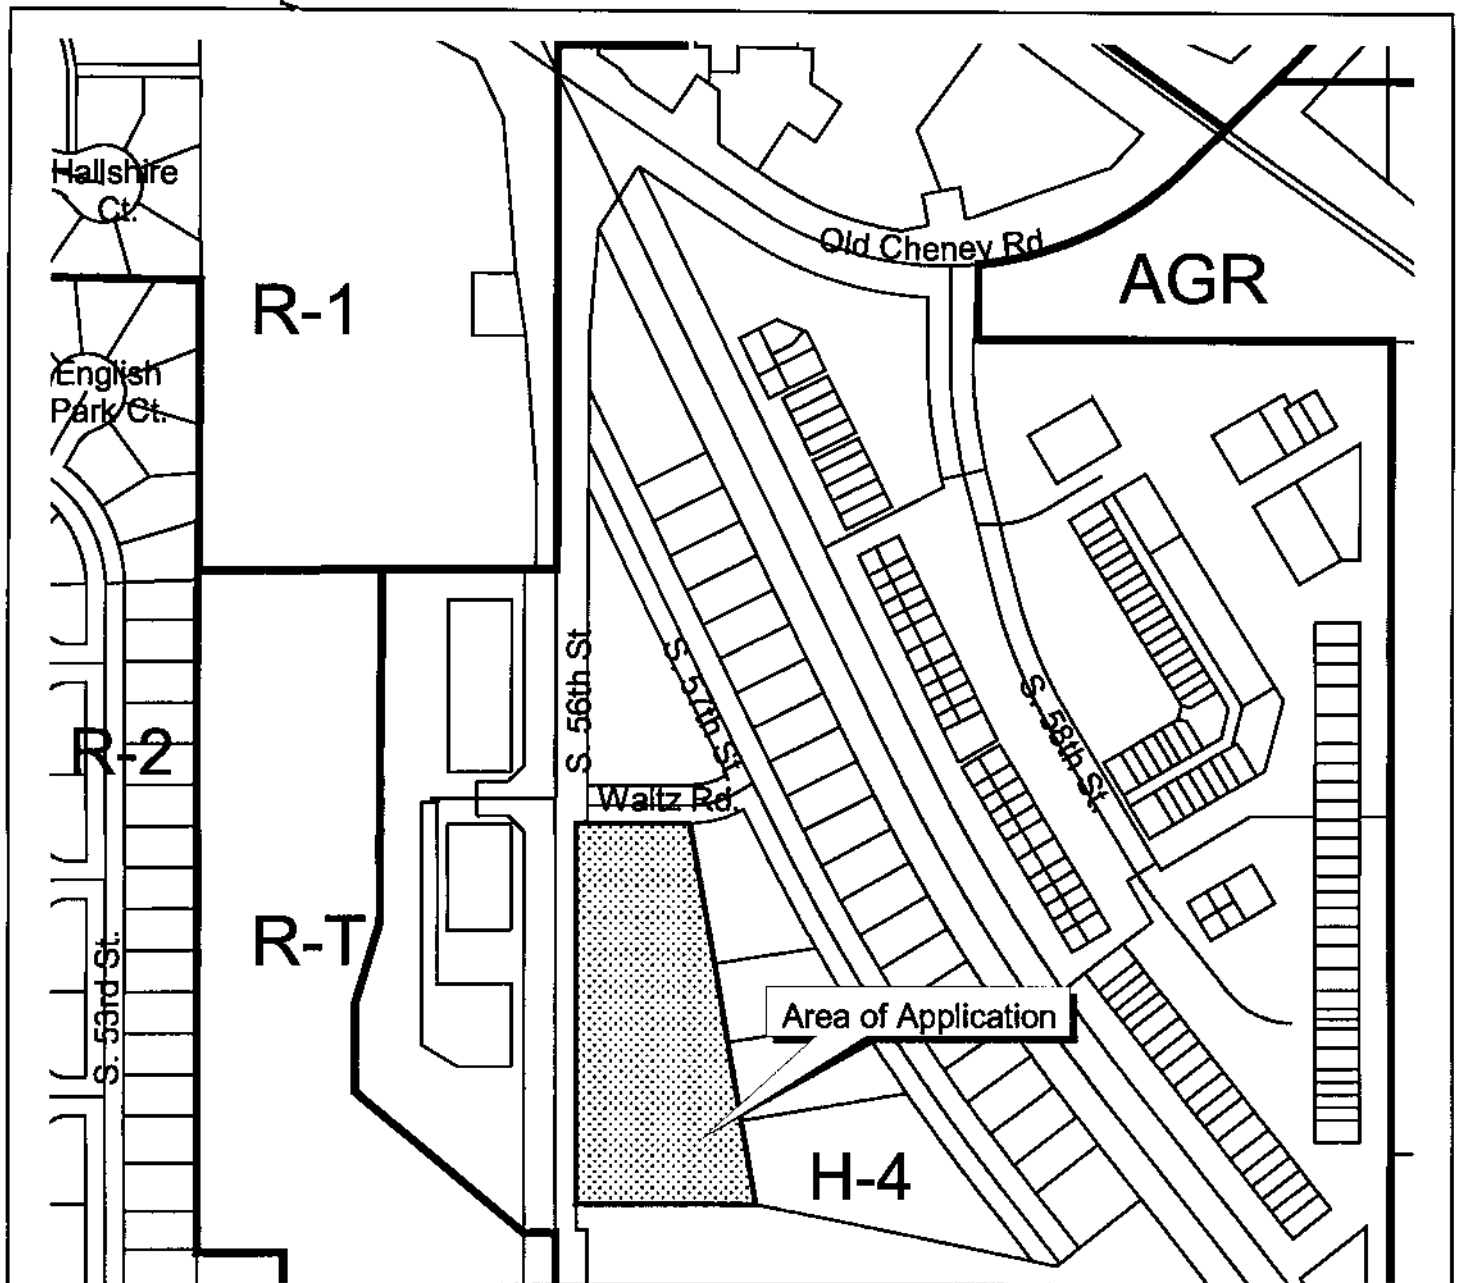 Hallshire
Ct.
Old Cheney Rd
AGR
R-1
English
Park Ct.
S. 56th St.
S. 57th St.
S. 58th St.
R-2
Waltz Rd.
R-T
S. 53rd St.
Area of Application
H-4